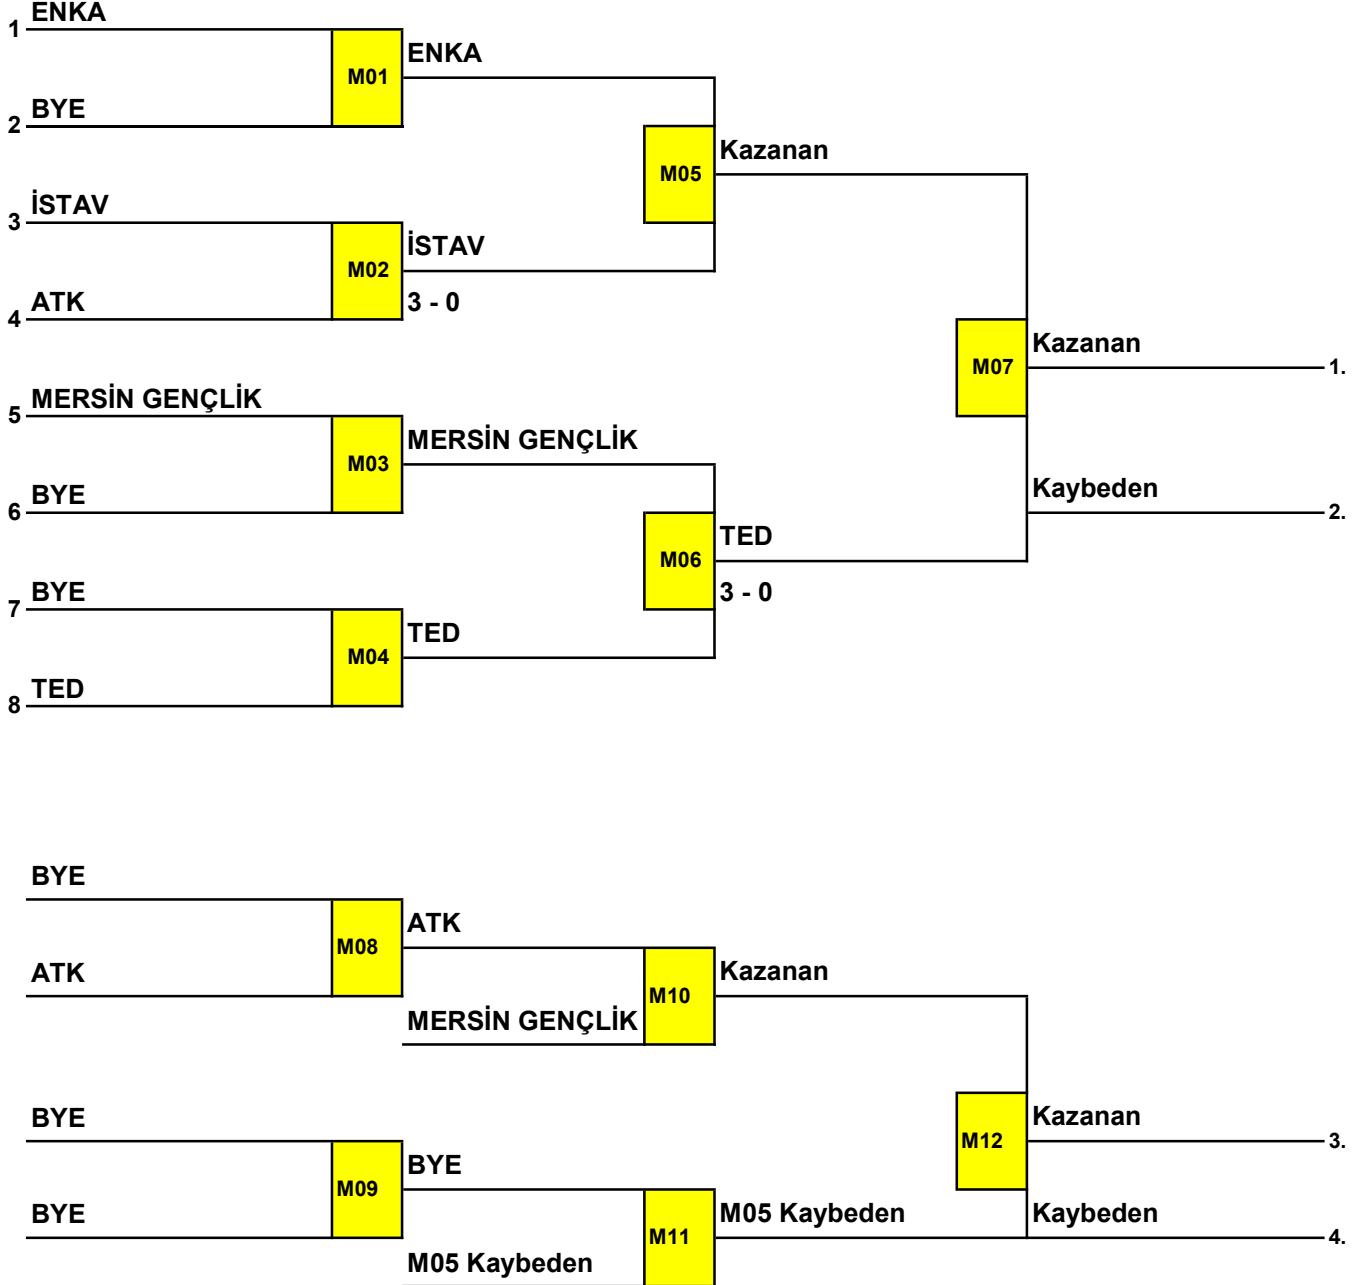 ENKA
1
M01
ENKA
BYE
2
M05
Kazanan
İSTAV
3
M02
İSTAV
ATK
4
3 - 0
M07
Kazanan
1.
MERSİN GENÇLİK
5
M03
MERSİN GENÇLİK
BYE
6
Kaybeden
2.
M06
TED
3 - 0
BYE
7
M04
TED
TED
8
BYE
M08
ATK
ATK
M10
Kazanan
MERSİN GENÇLİK
BYE
M12
Kazanan
3.
M09
BYE
BYE
M11
M05 Kaybeden
Kaybeden
4.
M05 Kaybeden